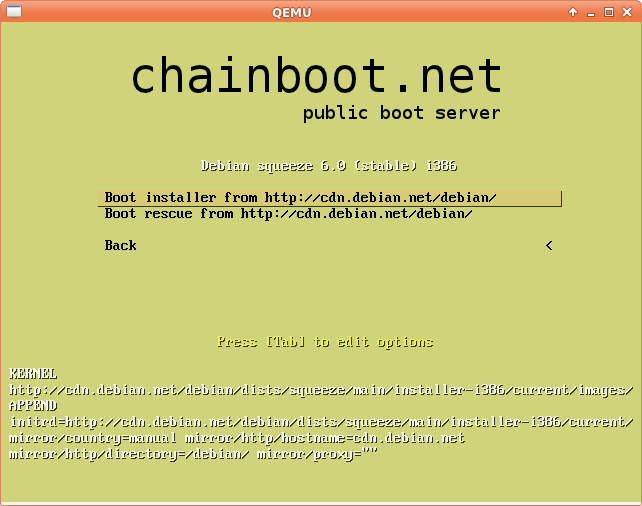 QEMU
chainboot.net
public boot server
Debian squeeze 6.0 (stable) i386
Boot installer from http://cdn.debian.net/debian/
Boot rescue from http://cdn.debian.net/debian/
Back <
Press [Tab] to edit options
KERNEL
http://cdn.debian.net/debian/dists/squeeze/main/installer-i386/current/images/
APPEND
initrd=http://cdn.debian.net/debian/dists/squeeze/main/installer-i386/current/
mirror/country=manual mirror/http/hostname=cdn.debian.net
mirror/http/directory=/debian/ mirror/proxy=""